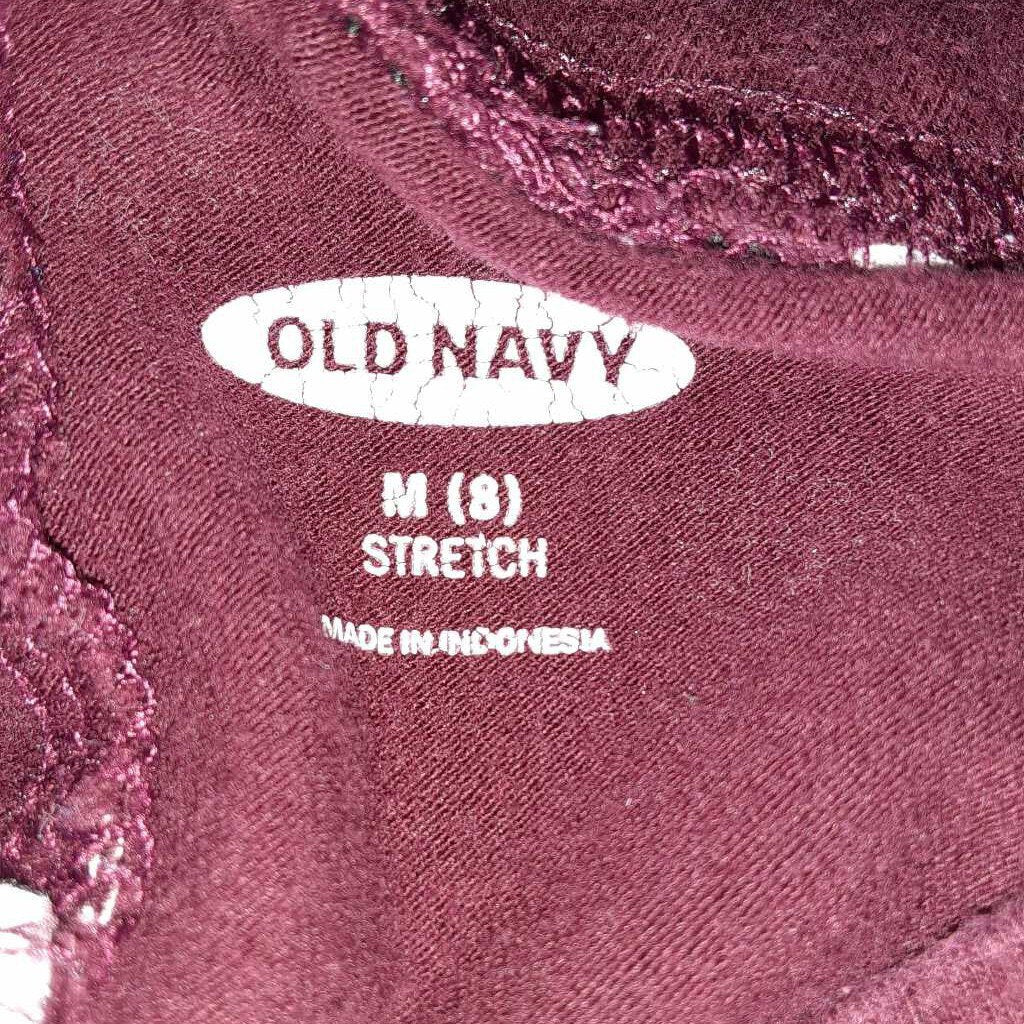 OLD NAVY
M (8)
STRETCH
MADE IN INDONESIA